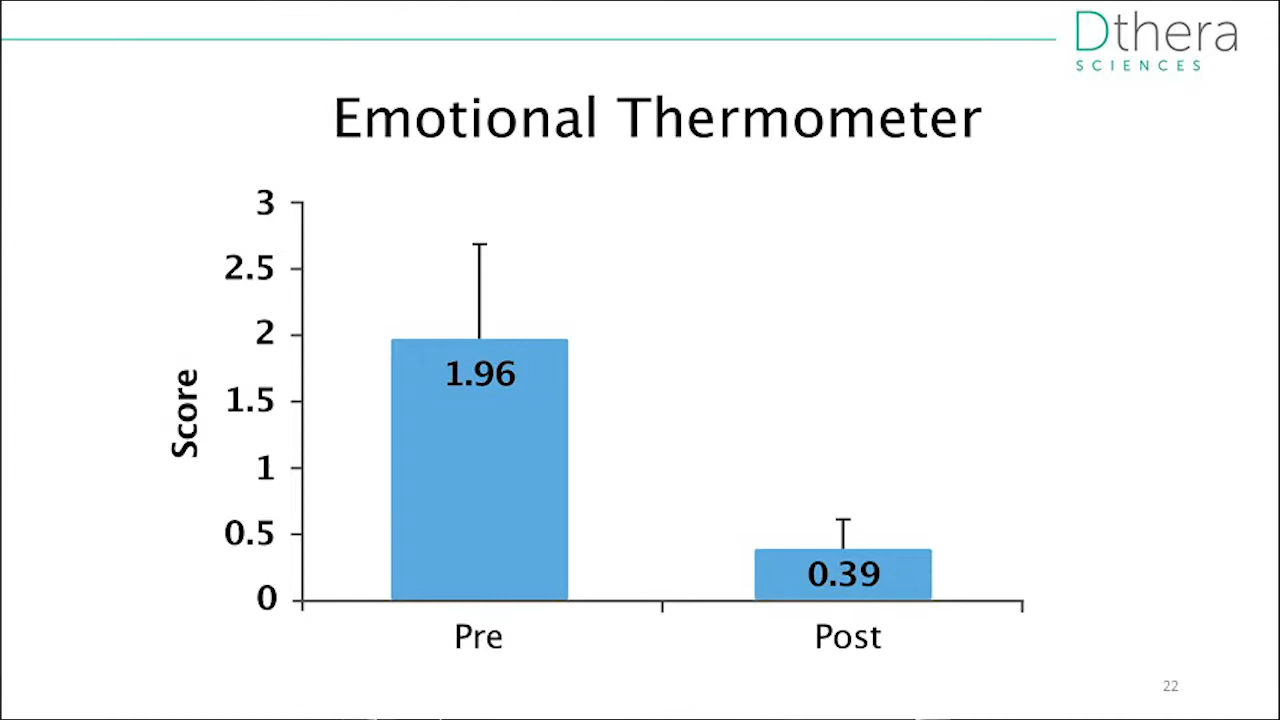 Dthera
SCIENCES
Emotional Thermometer
3
2.5
2
1.5
1
0.5
0
Score
1.96
0.39
Pre
Post
22